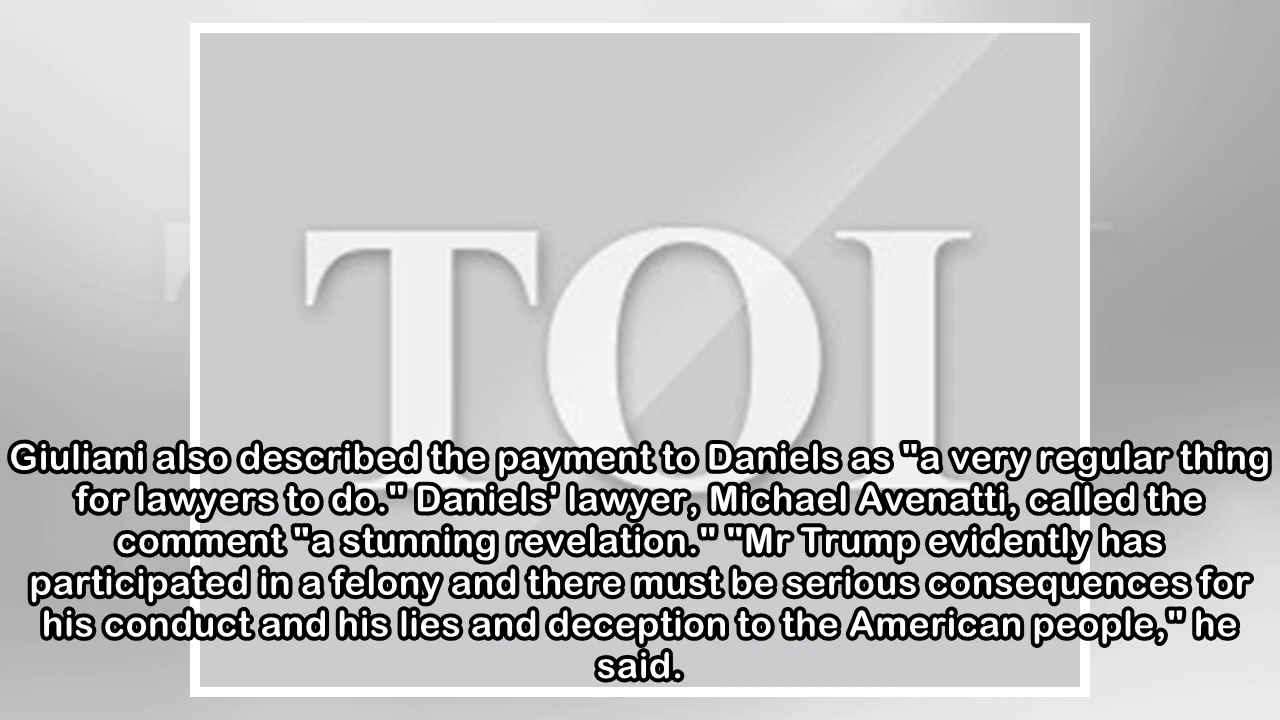 TOI
Giuliani also described the payment to Daniels as "a very regular thing
for lawyers to do." Daniels' lawyer, Michael Avenatti, called the
comment "a stunning revelation." "Mr Trump evidently has
participated in a felony and there must be serious consequences for
his conduct and his lies and deception to the American people," he
said.